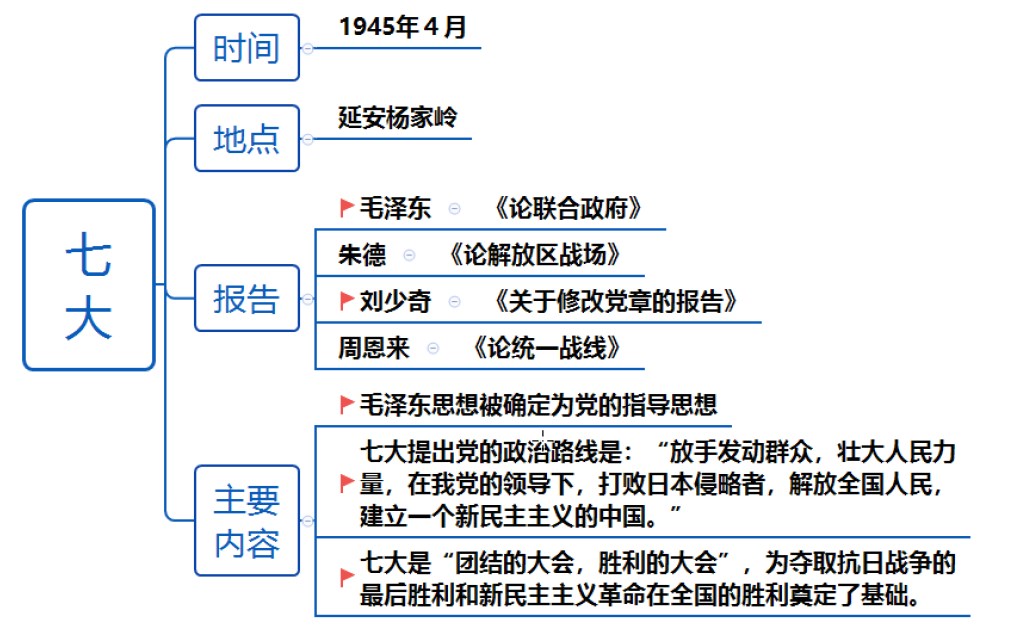 七
大
时间
1945年4月
地点
延安杨家岭
报告
毛泽东 《论联合政府》
朱德 《论解放区战场》
刘少奇 《关于修改党章的报告》
周恩来 《论统一战线》
主要
内容
毛泽东思想被确定为党的指导思想
七大提出党的政治路线是：“放手发动群众，壮大人民力
量，在我党的领导下，打败日本侵略者，解放全国人民，
建立一个新民主主义的中国。”
七大是“团结的大会，胜利的大会”，为夺取抗日战争的
最后胜利和新民主主义革命在全国的胜利奠定了基础。